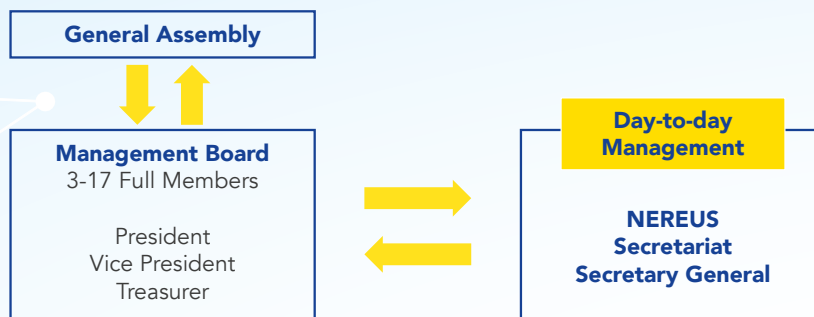 General Assembly
Management Board
3-17 Full Members
President
Vice President
Treasurer
Day-to-day
Management
NEREUS
Secretariat
Secretary General